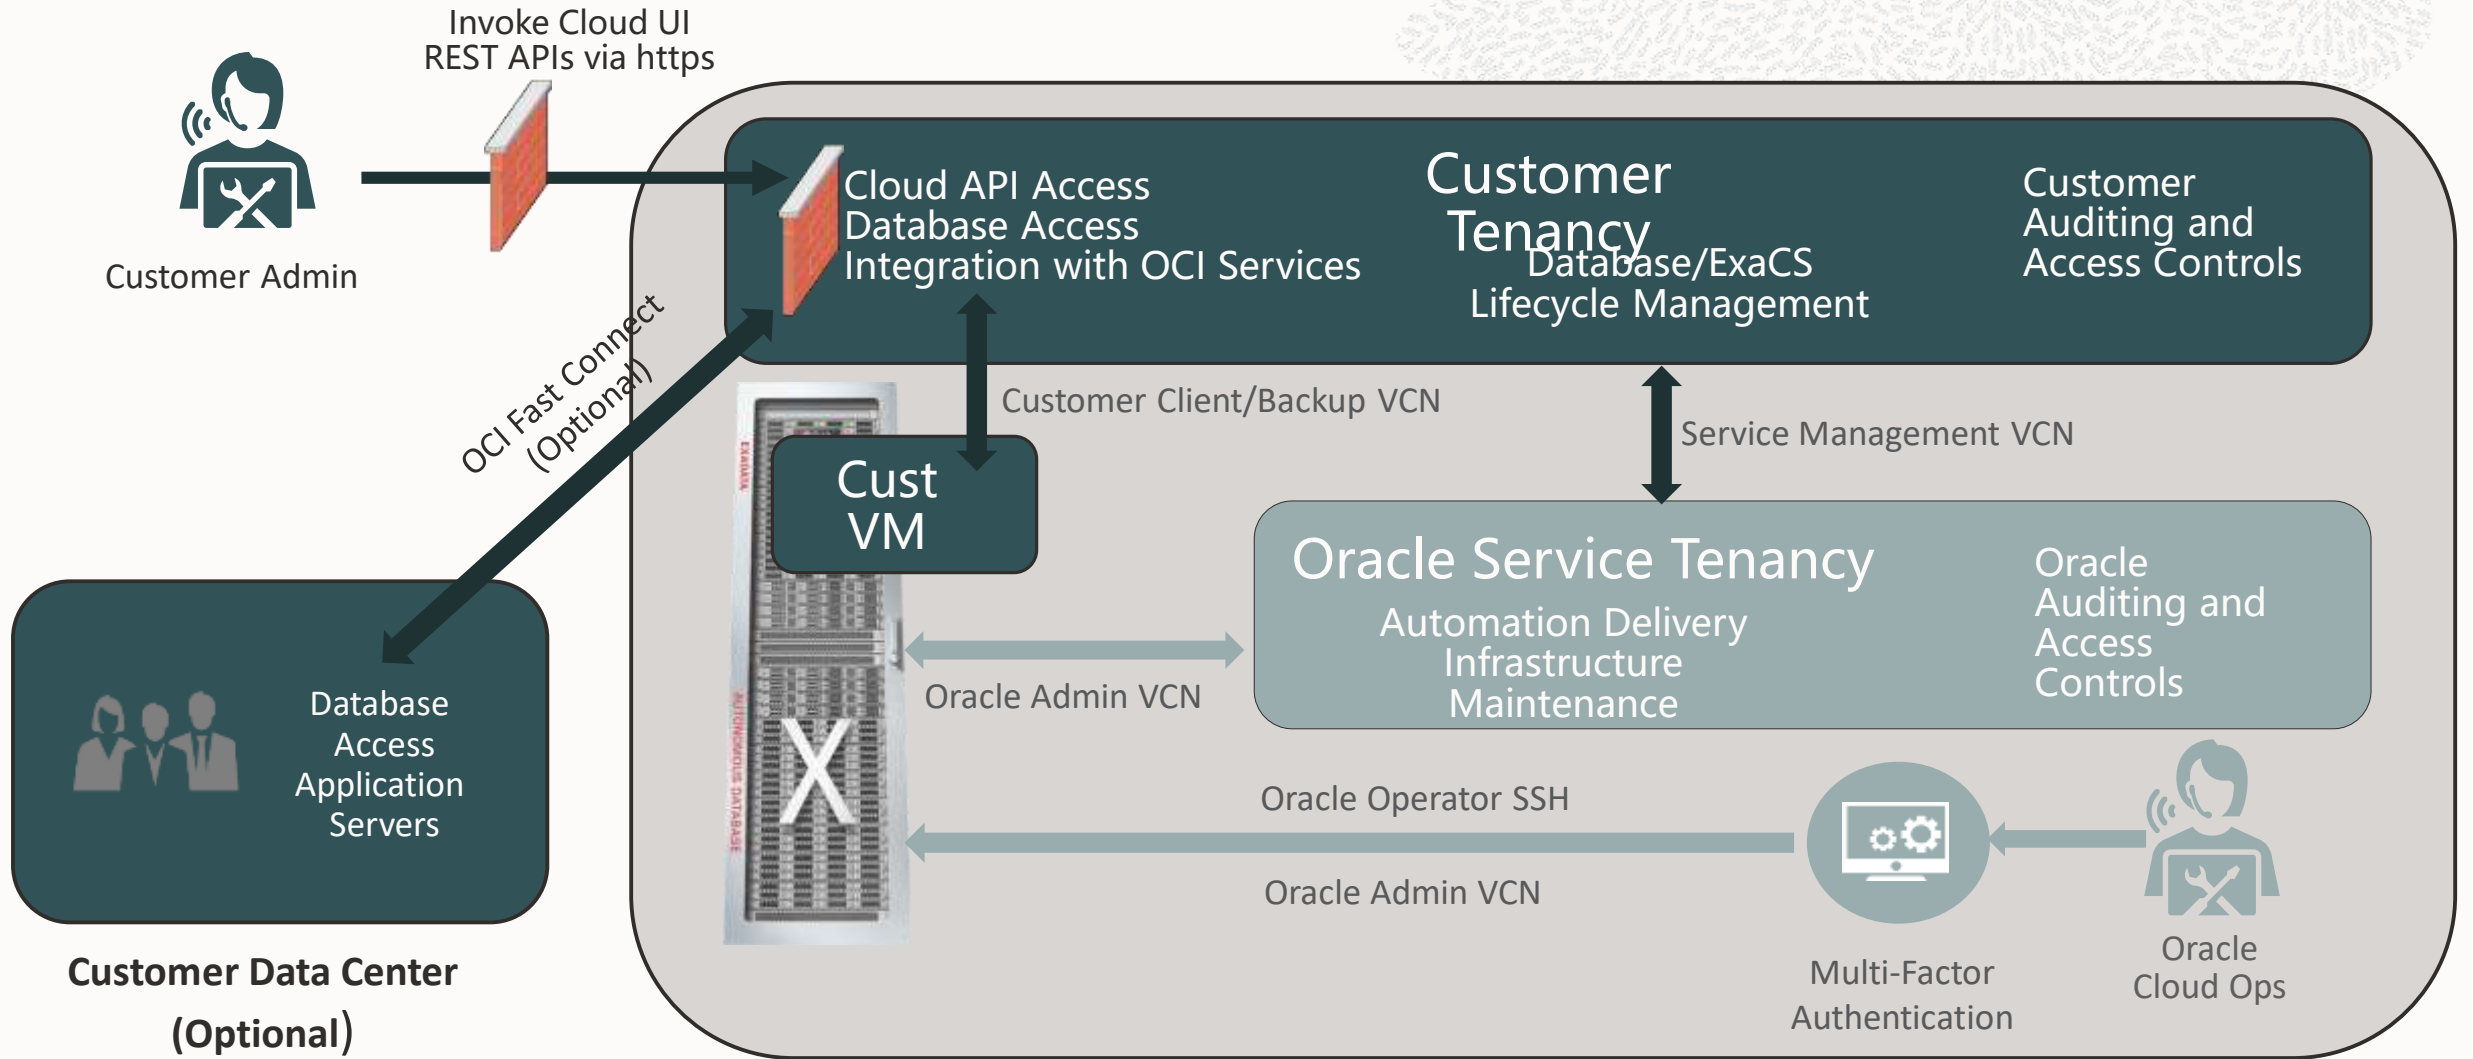 Invoke Cloud UI
REST APIs via https
Customer Admin
Cloud API Access
Database Access
Integration with OCI Services
Customer
Tenancy
Database/ExaCS
Lifecycle Management
Customer
Auditing and
Access Controls
OCI Fast Connect
(Optional)
Customer Client/Backup VCN
Service Management VCN
EXADATA
Cust
VM
Oracle Service Tenancy
Automation Delivery
Infrastructure
Maintenance
Oracle
Auditing and
Access
Controls
Oracle Admin VCN
AUTONOMOUS DATABASE
X
Database
Access
Application
Servers
Oracle Operator SSH
Oracle Admin VCN
Customer Data Center
(Optional)
Multi-Factor
Authentication
Oracle
Cloud Ops